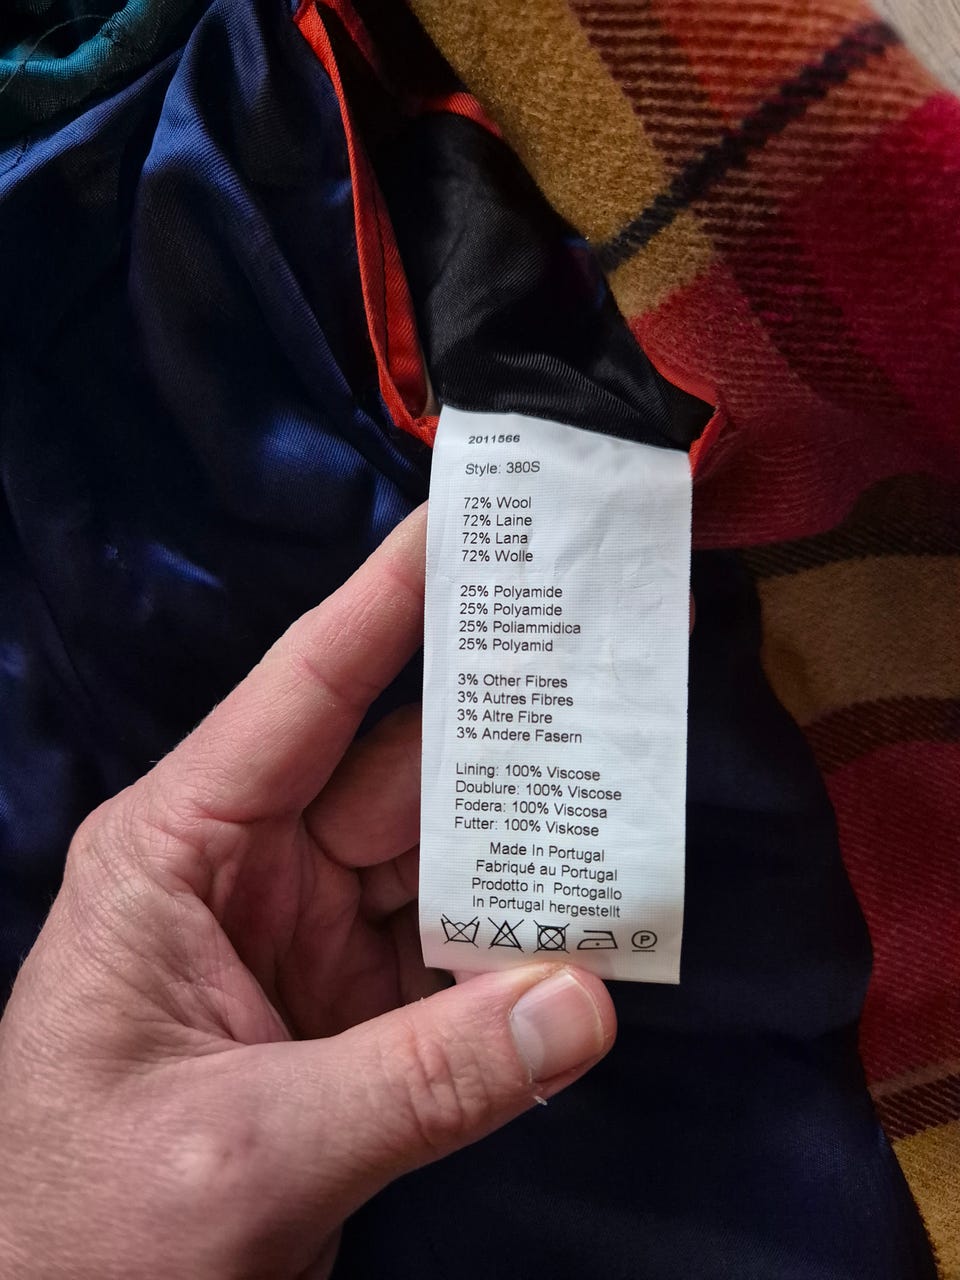 2011566
Style: 380S
72% Wool
72% Laine
72% Lana
72% Wolle
25% Polyamide
25% Polyamide
25% Poliammidica
25% Polyamid
3% Other Fibres
3% Autres Fibres
3% Altre Fibre
3% Andere Fasern
Lining: 100% Viscose
Doublure: 100% Viscose
Fodera: 100% Viscosa
Futter: 100% Viskose
Made In Portugal
Fabriqué au Portugal
Prodotto in Portogallo
In Portugal hergestellt
P